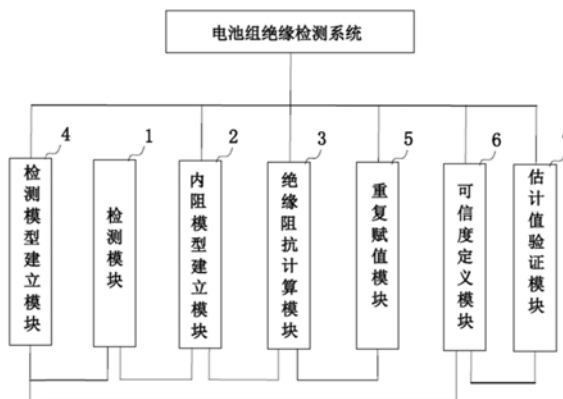 电池组绝缘检测系统
4
1
2
3
5
6
检测模型建立模块
检测模块
内阻模型建立模块
绝缘阻抗计算模块
重复赋值模块
可信度定义模块
估计值验证模块